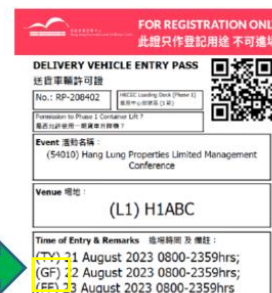 FOR REGISTRATION ONL
此證只作登記用途 不可進場
DELIVERY VEHICLE ENTRY PASS
送貨車輛許可證
No.: RP-208402
HKCEC Loading Dock (Phase 1)
Permission to Phase 1 Container Lift ?
Event 活動名稱：
(54010) Hang Lung Properties Limited Management
Conference
Venue 場地：
(L1) H1ABC
Time of Entry & Remarks 進場時間 及 備註：
(TY) 21 August 2023 0800-2359hrs;
(GF) 22 August 2023 0800-2359hrs;
(EF) 23 August 2023 0800-2359hrs